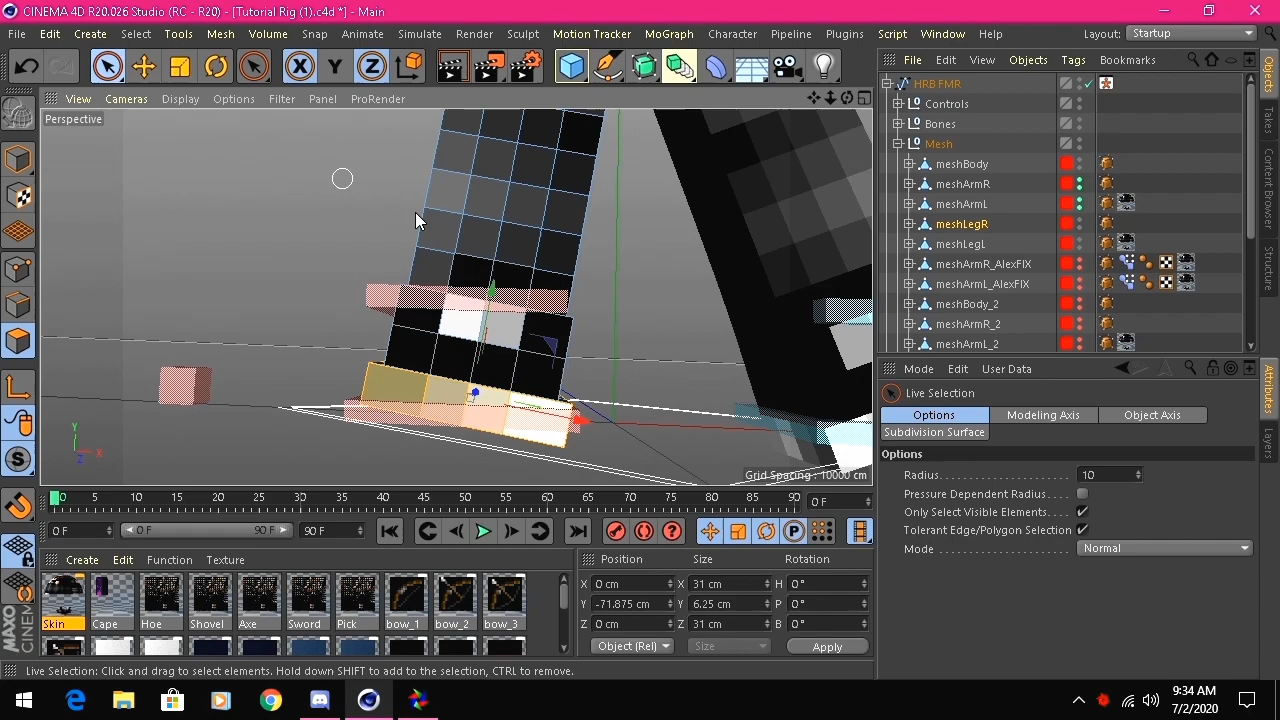 CINEMA 4D R20.026 Studio (RC - R20) - [Tutorial Rig (1).c4d *] - Main
File Edit Create Select Tools Mesh Volume Snap Animate Simulate Render Sculpt Motion Tracker MoGraph Character Pipeline Plugins Script Window Help
Layout: Startup
X Y Z
View Cameras Display Options Filter Panel ProRender
Perspective
Y
X
Z
Grid Spacing : 10000 cm
File Edit View Objects Tags Bookmarks
HRB FMR
Controls
Bones
Mesh
meshBody
meshArmR
meshArmL
meshLegR
meshLegL
meshArmR_AlexFIX
meshArmL_AlexFIX
meshBody_2
meshArmR_2
meshArmL_2
Objects
Takes
Content Browser
Structure
Attributes
Layers
Mode Edit User Data
Live Selection
Options Modeling Axis Object Axis
Subdivision Surface
Options
Radius 10
Pressure Dependent Radius
Only Select Visible Elements
Tolerant Edge/Polygon Selection
Mode Normal
0 5 10 15 20 25 30 35 40 45 50 55 60 65 70 75 80 85 90 0 F
0 F 0 F 90 F 90 F
Create Edit Function Texture
Skin Cape Hoe Shovel Axe Sword Pick bow_1 bow_2 bow_3
Position Size Rotation
X 0 cm X 31 cm H 0°
Y -71.875 cm Y 6.25 cm P 0°
Z 0 cm Z 31 cm B 0°
Object (Rel) Size Apply
MAXO
CINEM
Live Selection: Click and drag to select elements. Hold down SHIFT to add to the selection, CTRL to remove.
9:34 AM
7/2/2020